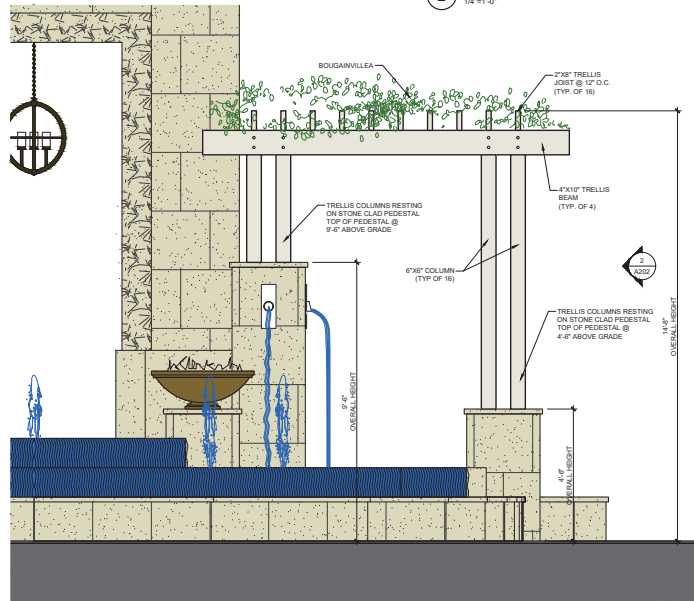 1/4"=1'-0"
BOUGAINVILLEA
2"X8" TRELLIS
JOIST @ 12" O.C.
(TYP. OF 16)
4"X10" TRELLIS
BEAM
(TYP. OF 4)
TRELLIS COLUMNS RESTING
ON STONE CLAD PEDESTAL
TOP OF PEDESTAL @
9'-6" ABOVE GRADE
6"X6" COLUMN
(TYP OF 16)
2
A202
TRELLIS COLUMNS RESTING
ON STONE CLAD PEDESTAL
TOP OF PEDESTAL @
4'-6" ABOVE GRADE
14'-8"
OVERALL HEIGHT
9'-6"
OVERALL HEIGHT
4'-6"
OVERALL HEIGHT